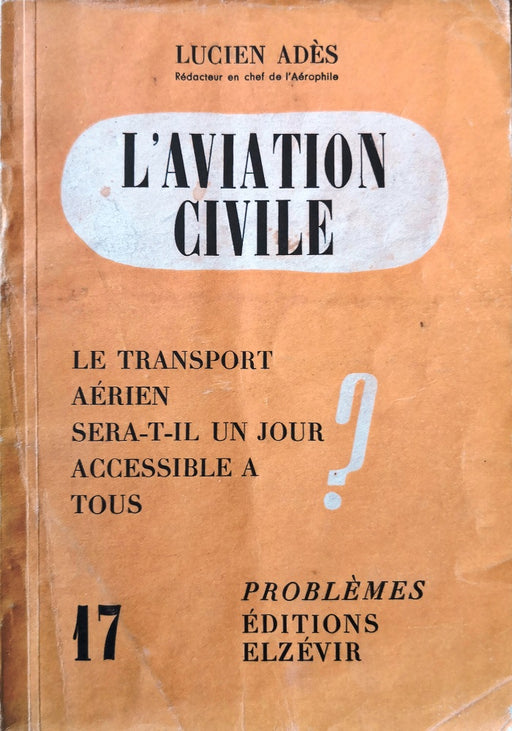 LUCIEN ADÈS
Rédacteur en chef de l'Aérophile
L'AVIATION
CIVILE
LE TRANSPORT
AÉRIEN
SERA-T-IL UN JOUR
ACCESSIBLE A
TOUS
?
17
PROBLÈMES
ÉDITIONS
ELZÉVIR